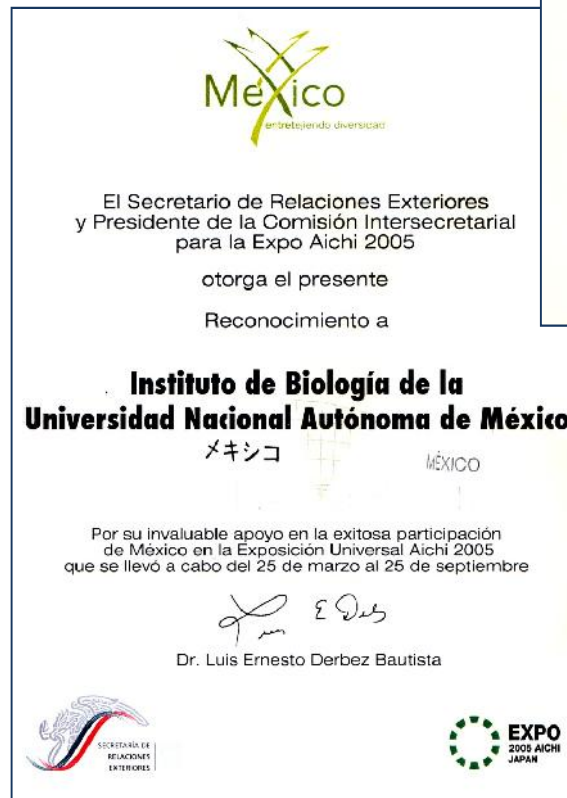 México
entretejiendo diversidad
El Secretario de Relaciones Exteriores
y Presidente de la Comisión Intersecretarial
para la Expo Aichi 2005
otorga el presente
Reconocimiento a
Instituto de Biología de la
Universidad Nacional Autónoma de México
メキシコ
MÉXICO
Por su invaluable apoyo en la exitosa participación
de México en la Exposición Universal Aichi 2005
que se llevó a cabo del 25 de marzo al 25 de septiembre
Dr. Luis Ernesto Derbez Bautista
SECRETARÍA DE
RELACIONES
EXTERIORES
EXPO
2005 AICHI
JAPAN